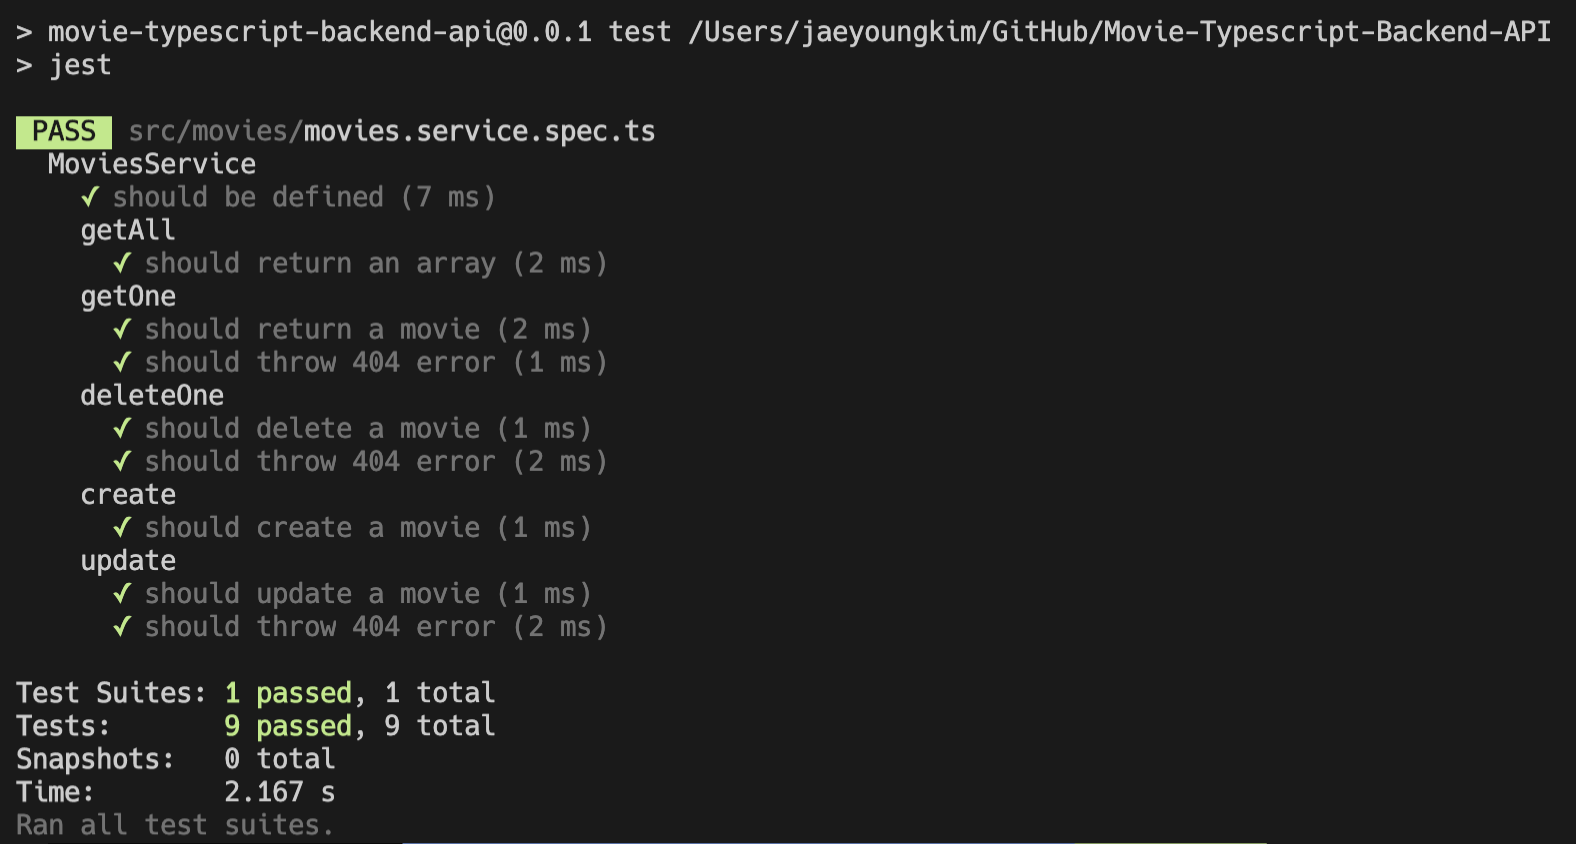 > movie-typescript-backend-api@0.0.1 test /Users/jaeyoungkim/GitHub/Movie-Typescript-Backend-API
> jest
PASS src/movies/movies.service.spec.ts
MoviesService
✓ should be defined (7 ms)
getAll
✓ should return an array (2 ms)
getOne
✓ should return a movie (2 ms)
✓ should throw 404 error (1 ms)
deleteOne
✓ should delete a movie (1 ms)
✓ should throw 404 error (2 ms)
create
✓ should create a movie (1 ms)
update
✓ should update a movie (1 ms)
✓ should throw 404 error (2 ms)
Test Suites: 1 passed, 1 total
Tests: 9 passed, 9 total
Snapshots: 0 total
Time: 2.167 s
Ran all test suites.